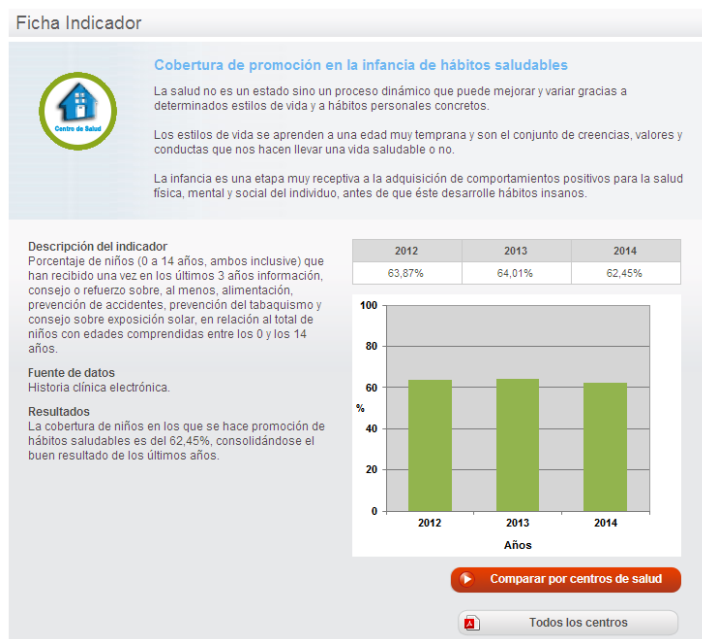 Ficha Indicador
Centro de Salud
Cobertura de promoción en la infancia de hábitos saludables
La salud no es un estado sino un proceso dinámico que puede mejorar y variar gracias a
determinados estilos de vida y a hábitos personales concretos.
Los estilos de vida se aprenden a una edad muy temprana y son el conjunto de creencias, valores y
conductas que nos hacen llevar una vida saludable o no.
La infancia es una etapa muy receptiva a la adquisición de comportamientos positivos para la salud
física, mental y social del individuo, antes de que éste desarrolle hábitos insanos.
Descripción del indicador
Porcentaje de niños (0 a 14 años, ambos inclusive) que
han recibido una vez en los últimos 3 años información,
consejo o refuerzo sobre, al menos, alimentación,
prevención de accidentes, prevención del tabaquismo y
consejo sobre exposición solar, en relación al total de
niños con edades comprendidas entre los 0 y los 14
años.
Fuente de datos
Historia clínica electrónica.
Resultados
La cobertura de niños en los que se hace promoción de
hábitos saludables es del 62,45%, consolidándose el
buen resultado de los últimos años.
2012 2013 2014
63,87% 64,01% 62,45%
100
80
60
%
40
20
0
2012 2013 2014
Años
Comparar por centros de salud
Todos los centros